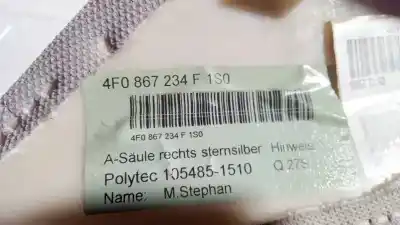 4F0 867 234 F 1S0
4F0 867 234 F 1S0
A-Säule rechts sternsilber Hinweis
Polytec 105485-1510 Q 279
Name: M.Stephan